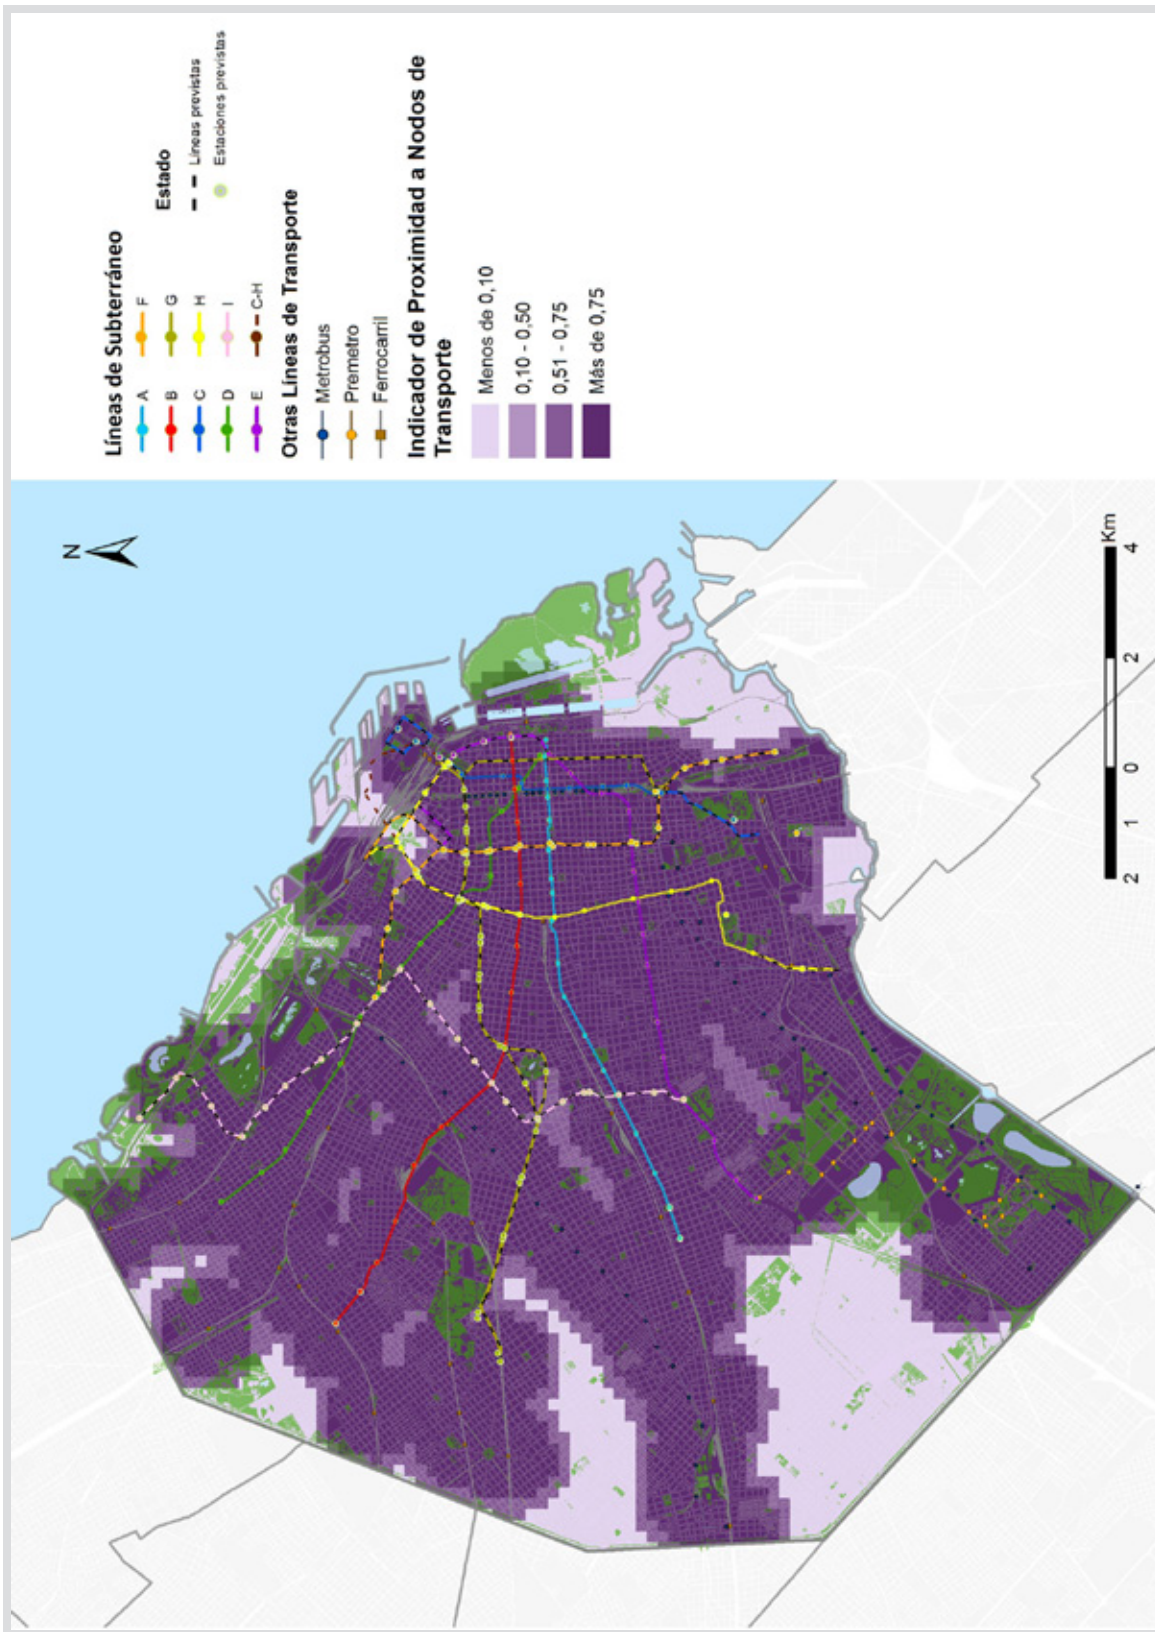 Líneas de Subterráneo
A
B
C
D
E
F
G
H
I
C-H
Estado
Líneas previstas
Estaciones previstas
Otras Líneas de Transporte
Metrobus
Premetro
Ferrocarril
Indicador de Proximidad a Nodos de
Transporte
Menos de 0,10
0,10 - 0,50
0,51 - 0,75
Más de 0,75
N
2 1 0 2 4
Km